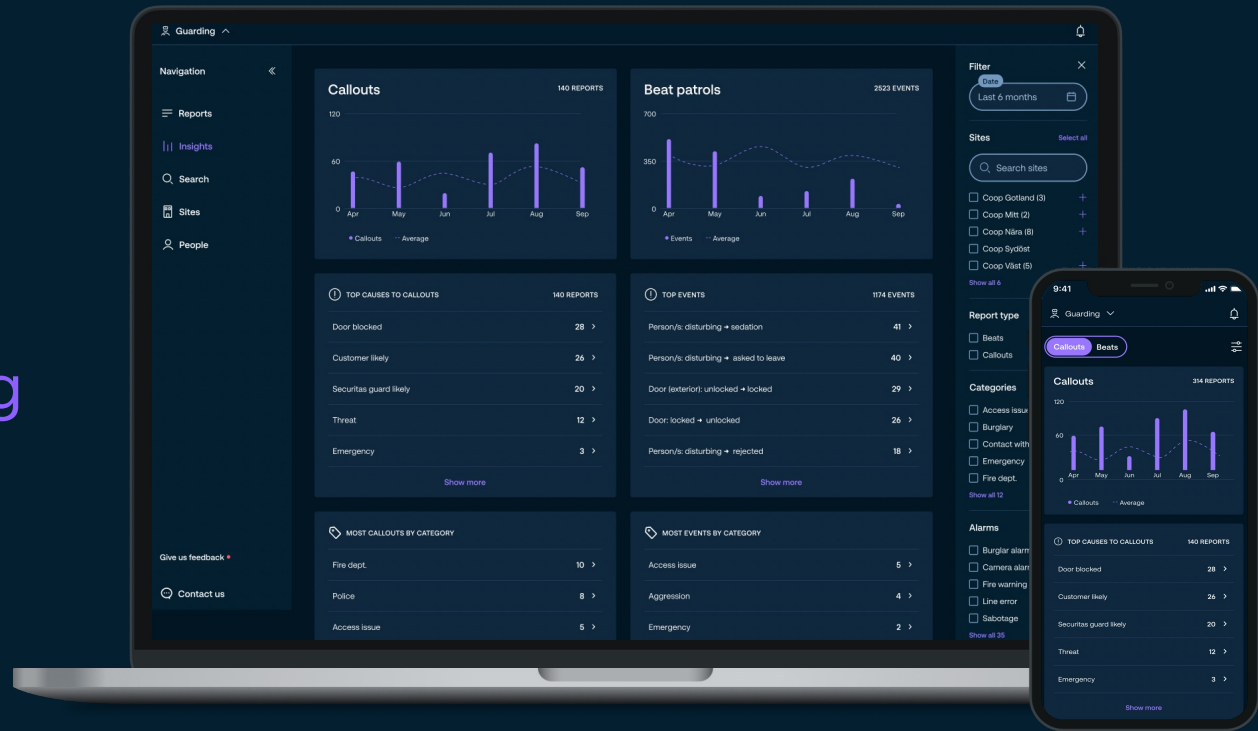 g
Guarding
Navigation
Reports
Insights
Search
Sites
People
Give us feedback
Contact us
Callouts 140 REPORTS
120
60
0
Apr May Jun Jul Aug Sep
Callouts Average
Beat patrols 2523 EVENTS
700
350
0
Apr May Jun Jul Aug Sep
Events Average
TOP CAUSES TO CALLOUTS 140 REPORTS
Door blocked 28
Customer likely 26
Securitas guard likely 20
Threat 12
Emergency 3
Show more
TOP EVENTS 1174 EVENTS
Person/s: disturbing → sedation 41
Person/s: disturbing → asked to leave 40
Door (exterior): unlocked → locked 29
Door: locked → unlocked 26
Person/s: disturbing → rejected 18
Show more
MOST CALLOUTS BY CATEGORY
Fire dept. 10
Police 8
Access issue 5
MOST EVENTS BY CATEGORY
Access issue 5
Aggression 4
Emergency 2
Filter
Date
Last 6 months
Sites Select all
Search sites
Coop Gotland (3)
Coop Mitt (2)
Coop Nära (8)
Coop Sydöst
Coop Väst (5)
Show all 6
Report type
Beats
Callouts
Categories
Access issue
Burglary
Contact with
Emergency
Fire dept.
Show all 12
Alarms
Burglar alarm
Camera alarm
Fire warning
Line error
Sabotage
Show all 35
9:41
Guarding
Callouts Beats
Callouts 314 REPORTS
120
60
0
Apr May Jun Jul Aug Sep
Callouts Average
TOP CAUSES TO CALLOUTS 140 REPORTS
Door blocked 28
Customer likely 26
Securitas guard likely 20
Threat 12
Emergency 3
Show more